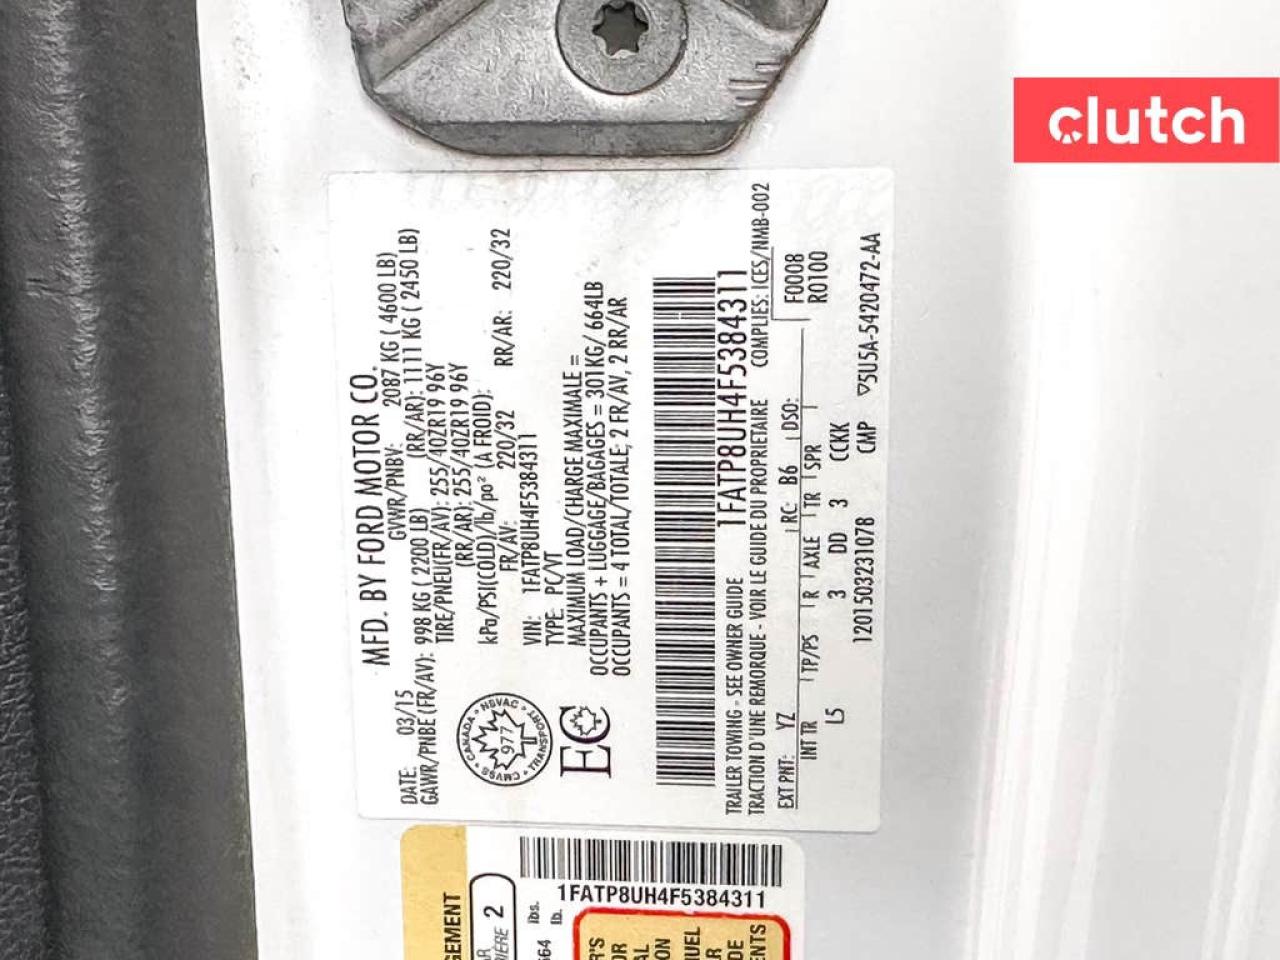 clutch
MFD. BY FORD MOTOR CO.
DATE: 03/15 GVWR/PNBV: 2087 KG ( 4600 LB)
GAWR/PNBE (FR/AV): 998 KG ( 2200 LB) (RR/AR): 1111 KG ( 2450 LB)
TIRE/PNEU(FR/AV): 255/40ZR19 96Y
(RR/AR): 255/40ZR19 96Y
kPa/PSI(COLD)/lb/po² (A FROID):
FR/AV: 220/32 RR/AR: 220/32
VIN: 1FATP8UH4F5384311
TYPE: PC/VT
MAXIMUM LOAD/CHARGE MAXIMALE =
OCCUPANTS + LUGGAGE/BAGAGES = 301KG/ 664LB
OCCUPANTS = 4 TOTAL/TOTALE, 2 FR/AV, 2 RR/AR
CANADA • NSVAC • TRANSPORT • CMVSS
977
EC
1FATP8UH4F5384311
TRAILER TOWING - SEE OWNER GUIDE
TRACTION D'UNE REMORQUE - VOIR LE GUIDE DU PROPRIETAIRE COMPLIES: ICES/NMB-002
EXT PNT: YZ RC: B6 DSO: F0008
R0100
INT TR TP/PS R AXLE TR SPR
L5 3 DD 3 CCKK
1201503231078 CMP ▽5U5A-5420472-AA
1FATP8UH4F5384311
GEMENT
2
lbs.
lb.